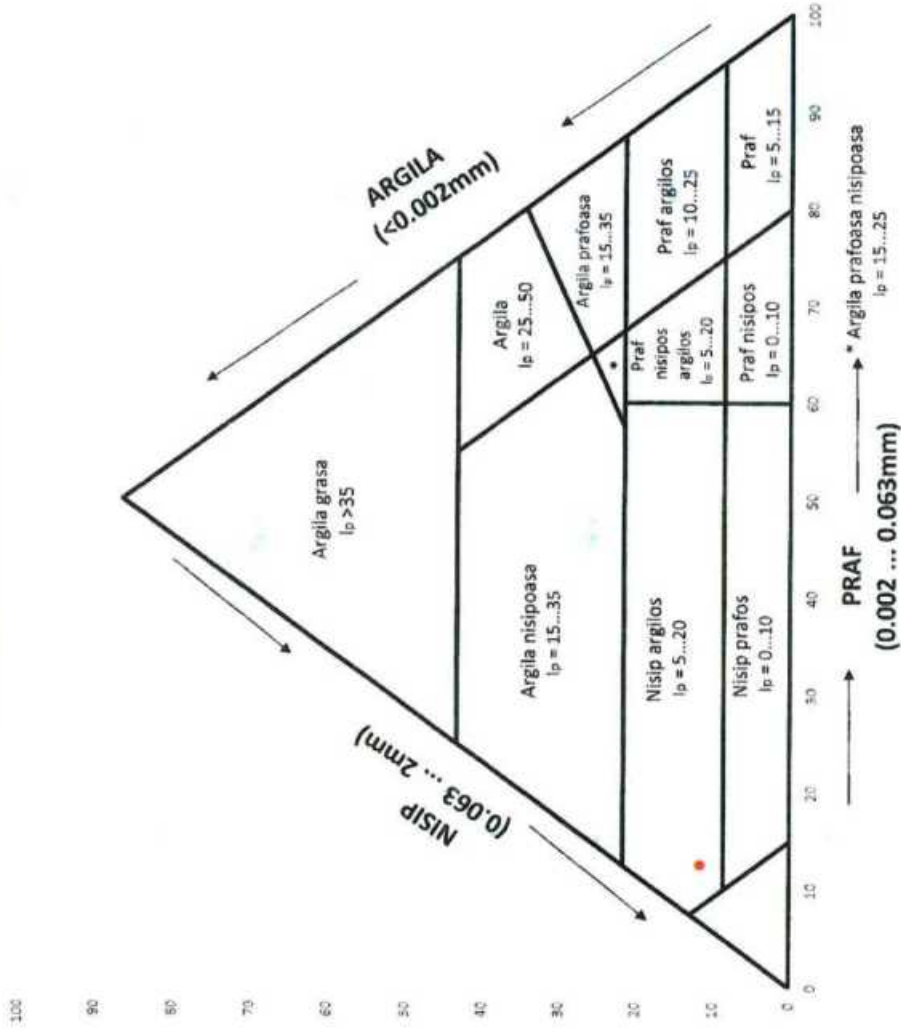 100
90
80
70
60
50
40
30
20
10
0
ARGILA
(<0.002mm)
NISIP
(0.063 ... 2mm)
Argila grasa
Ip >35
Argila
Ip = 25...50
Argila prafoasa
Ip = 15...35
Argila nisipoasa
Ip = 15...35
*
Praf
nisipos
argilos
Ip = 5...20
Praf argilos
Ip = 10...25
Nisip argilos
Ip = 5...20
Nisip prafos
Ip = 0...10
Praf nisipos
Ip = 0...10
Praf
Ip = 5...15
0 10 20 30 40 50 60 70 80 90 100
PRAF
(0.002 ... 0.063mm)
* Argila prafoasa nisipoasa
Ip = 15...25